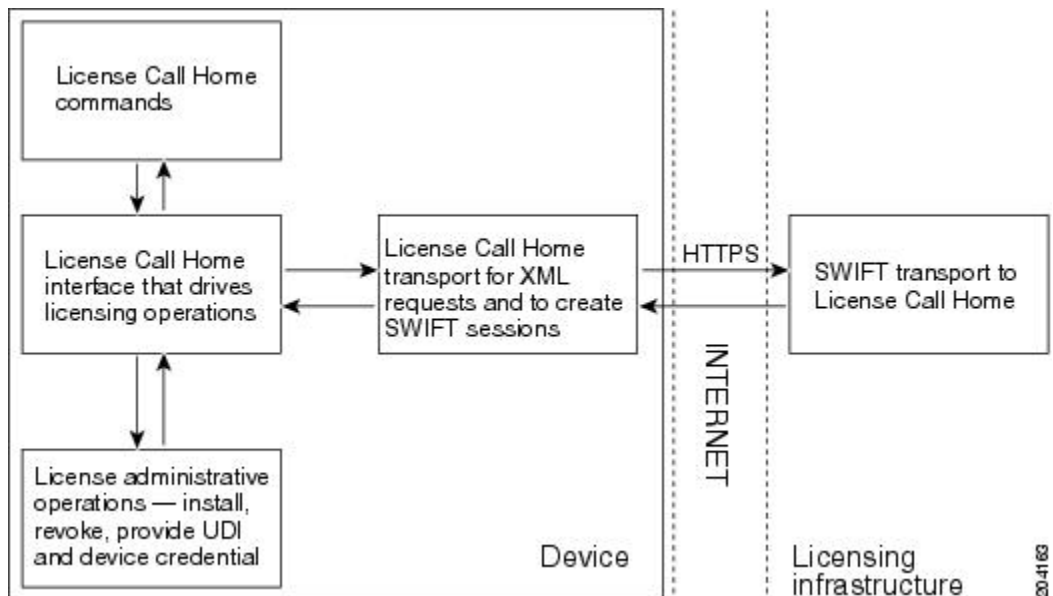 License Call Home
commands
License Call Home
interface that drives
licensing operations
License Call Home
transport for XML
requests and to create
SWIFT sessions
HTTPS
SWIFT transport to
License Call Home
INTERNET
License administrative
operations — install,
revoke, provide UDI
and device credential
Device
Licensing
infrastructure
204163